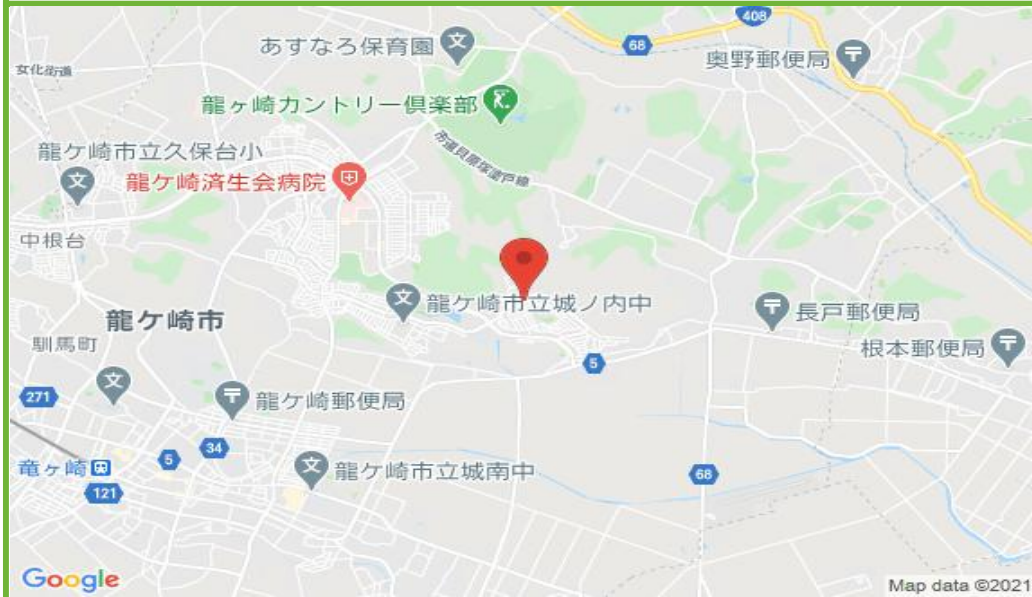 408
あすなろ保育園
68
奥野郵便局
女化街道
龍ヶ崎カントリー倶楽部
市道貝原塚蛇戸線
龍ケ崎市立久保台小
龍ケ崎済生会病院
中根台
龍ケ崎市立城ノ内中
長戸郵便局
龍ケ崎市
馴馬町
根本郵便局
5
271
龍ケ崎郵便局
34
5
竜ヶ崎
龍ケ崎市立城南中
68
121
Google
Map data ©2021